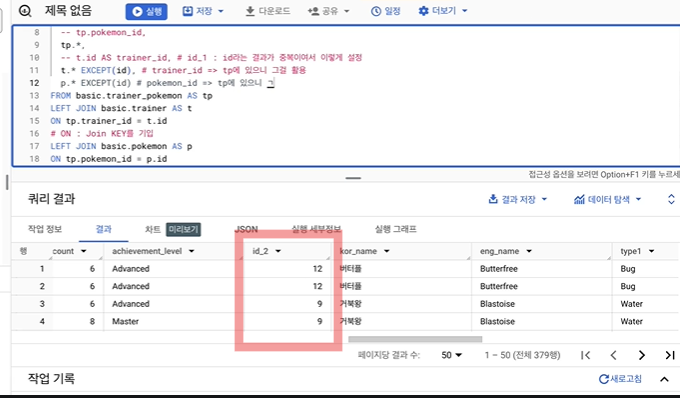 제목 없음 실행 저장 다운로드 공유 일정 더보기
8 -- tp.pokemon_id,
9 tp.*,
10 -- t.id AS trainer_id, # id_1 : id라는 결과가 중복이여서 이렇게 설정
11 t.* EXCEPT(id), # trainer_id => tp에 있으니 그걸 활용
12 p.* EXCEPT(id) # pokemon_id => tp에 있으니 그
13 FROM basic.trainer_pokemon AS tp
14 LEFT JOIN basic.trainer AS t
15 ON tp.trainer_id = t.id
16 # ON : Join KEY를 기입
17 LEFT JOIN basic.pokemon AS p
18 ON tp.pokemon_id = p.id
접근성 옵션을 보려면 Option+F1 키를 누르세
쿼리 결과 결과 저장 데이터 탐색
작업 정보 결과 차트 미리보기 JSON 실행 세부정보 실행 그래프
행 count achievement_level id_2 kor_name eng_name type1
1 6 Advanced 12 버터플 Butterfree Bug
2 6 Advanced 12 버터플 Butterfree Bug
3 6 Advanced 9 거북왕 Blastoise Water
4 8 Master 9 거북왕 Blastoise Water
페이지당 결과 수: 50 1 – 50 (전체 379행)
작업 기록 새로고침